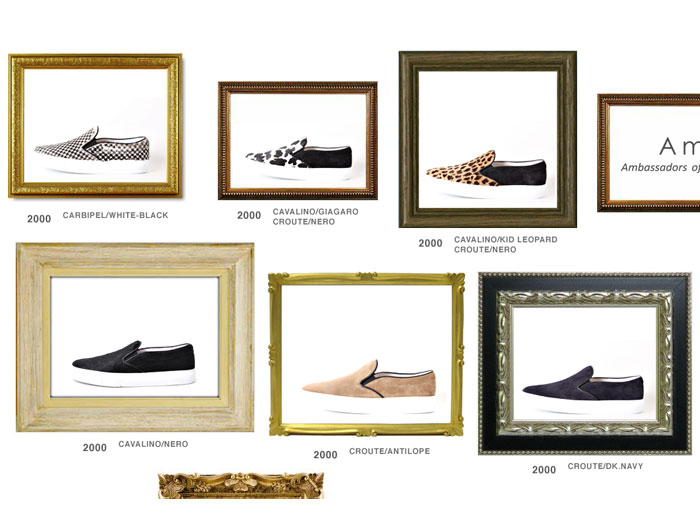 Am
Ambassadors of
2000 CARBIPEL/WHITE-BLACK
2000 CAVALINO/GIAGARO
CROUTE/NERO
2000 CAVALINO/KID LEOPARD
CROUTE/NERO
2000 CAVALINO/NERO
2000 CROUTE/ANTILOPE
2000 CROUTE/DK.NAVY